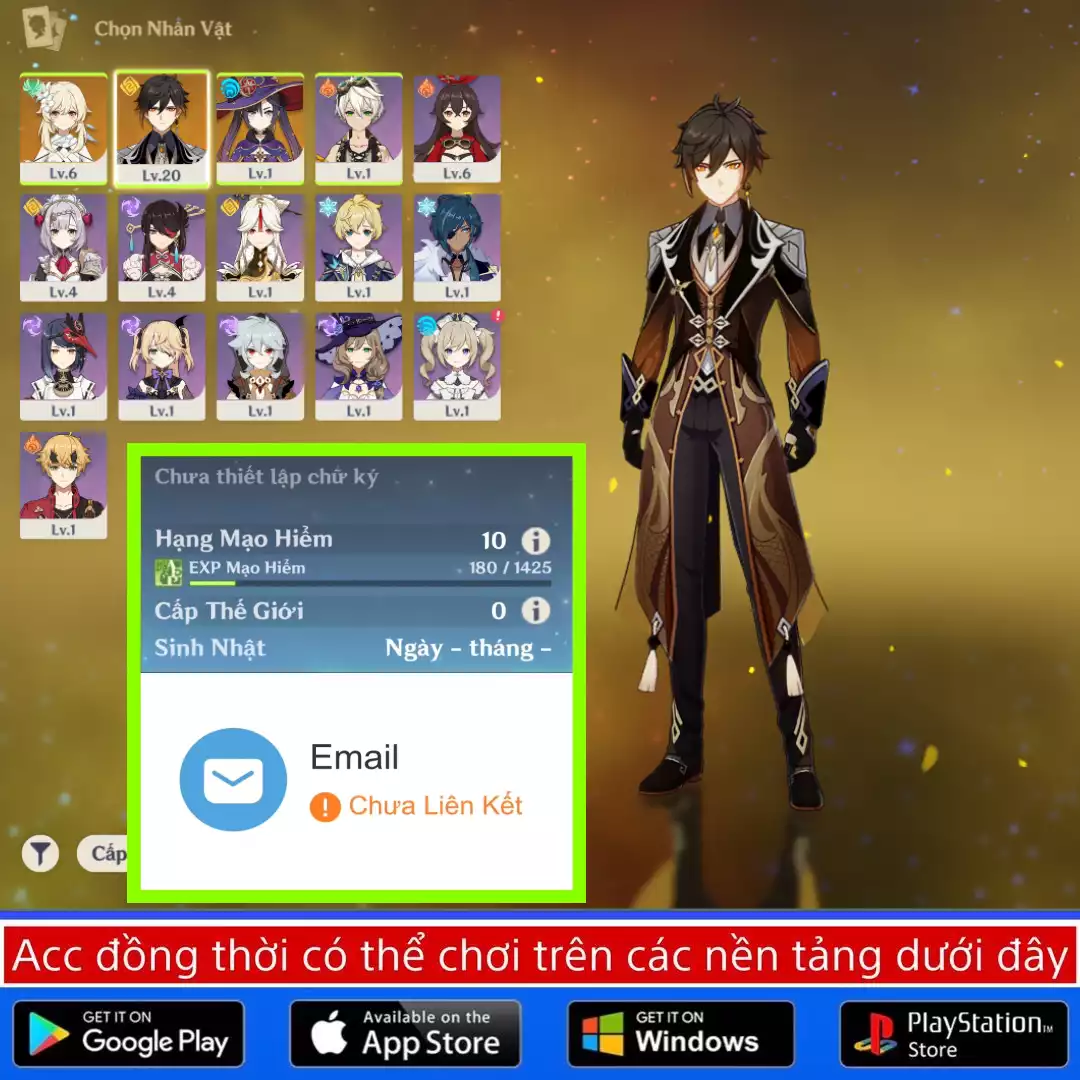 Chọn Nhân Vật
Lv.6
Lv.20
Lv.1
Lv.1
Lv.6
Lv.4
Lv.4
Lv.1
Lv.1
Lv.1
Lv.1
Lv.1
Lv.1
Lv.1
Lv.1
Lv.1
Chưa thiết lập chữ ký
Hạng Mạo Hiểm 10
EXP Mạo Hiểm 180 / 1425
Cấp Thế Giới 0
Sinh Nhật Ngày - tháng -
Email
! Chưa Liên Kết
Cấp
Acc đồng thời có thể chơi trên các nền tảng dưới đây
GET IT ON
Google Play
Available on the
App Store
GET IT ON
Windows
PlayStation™
Store